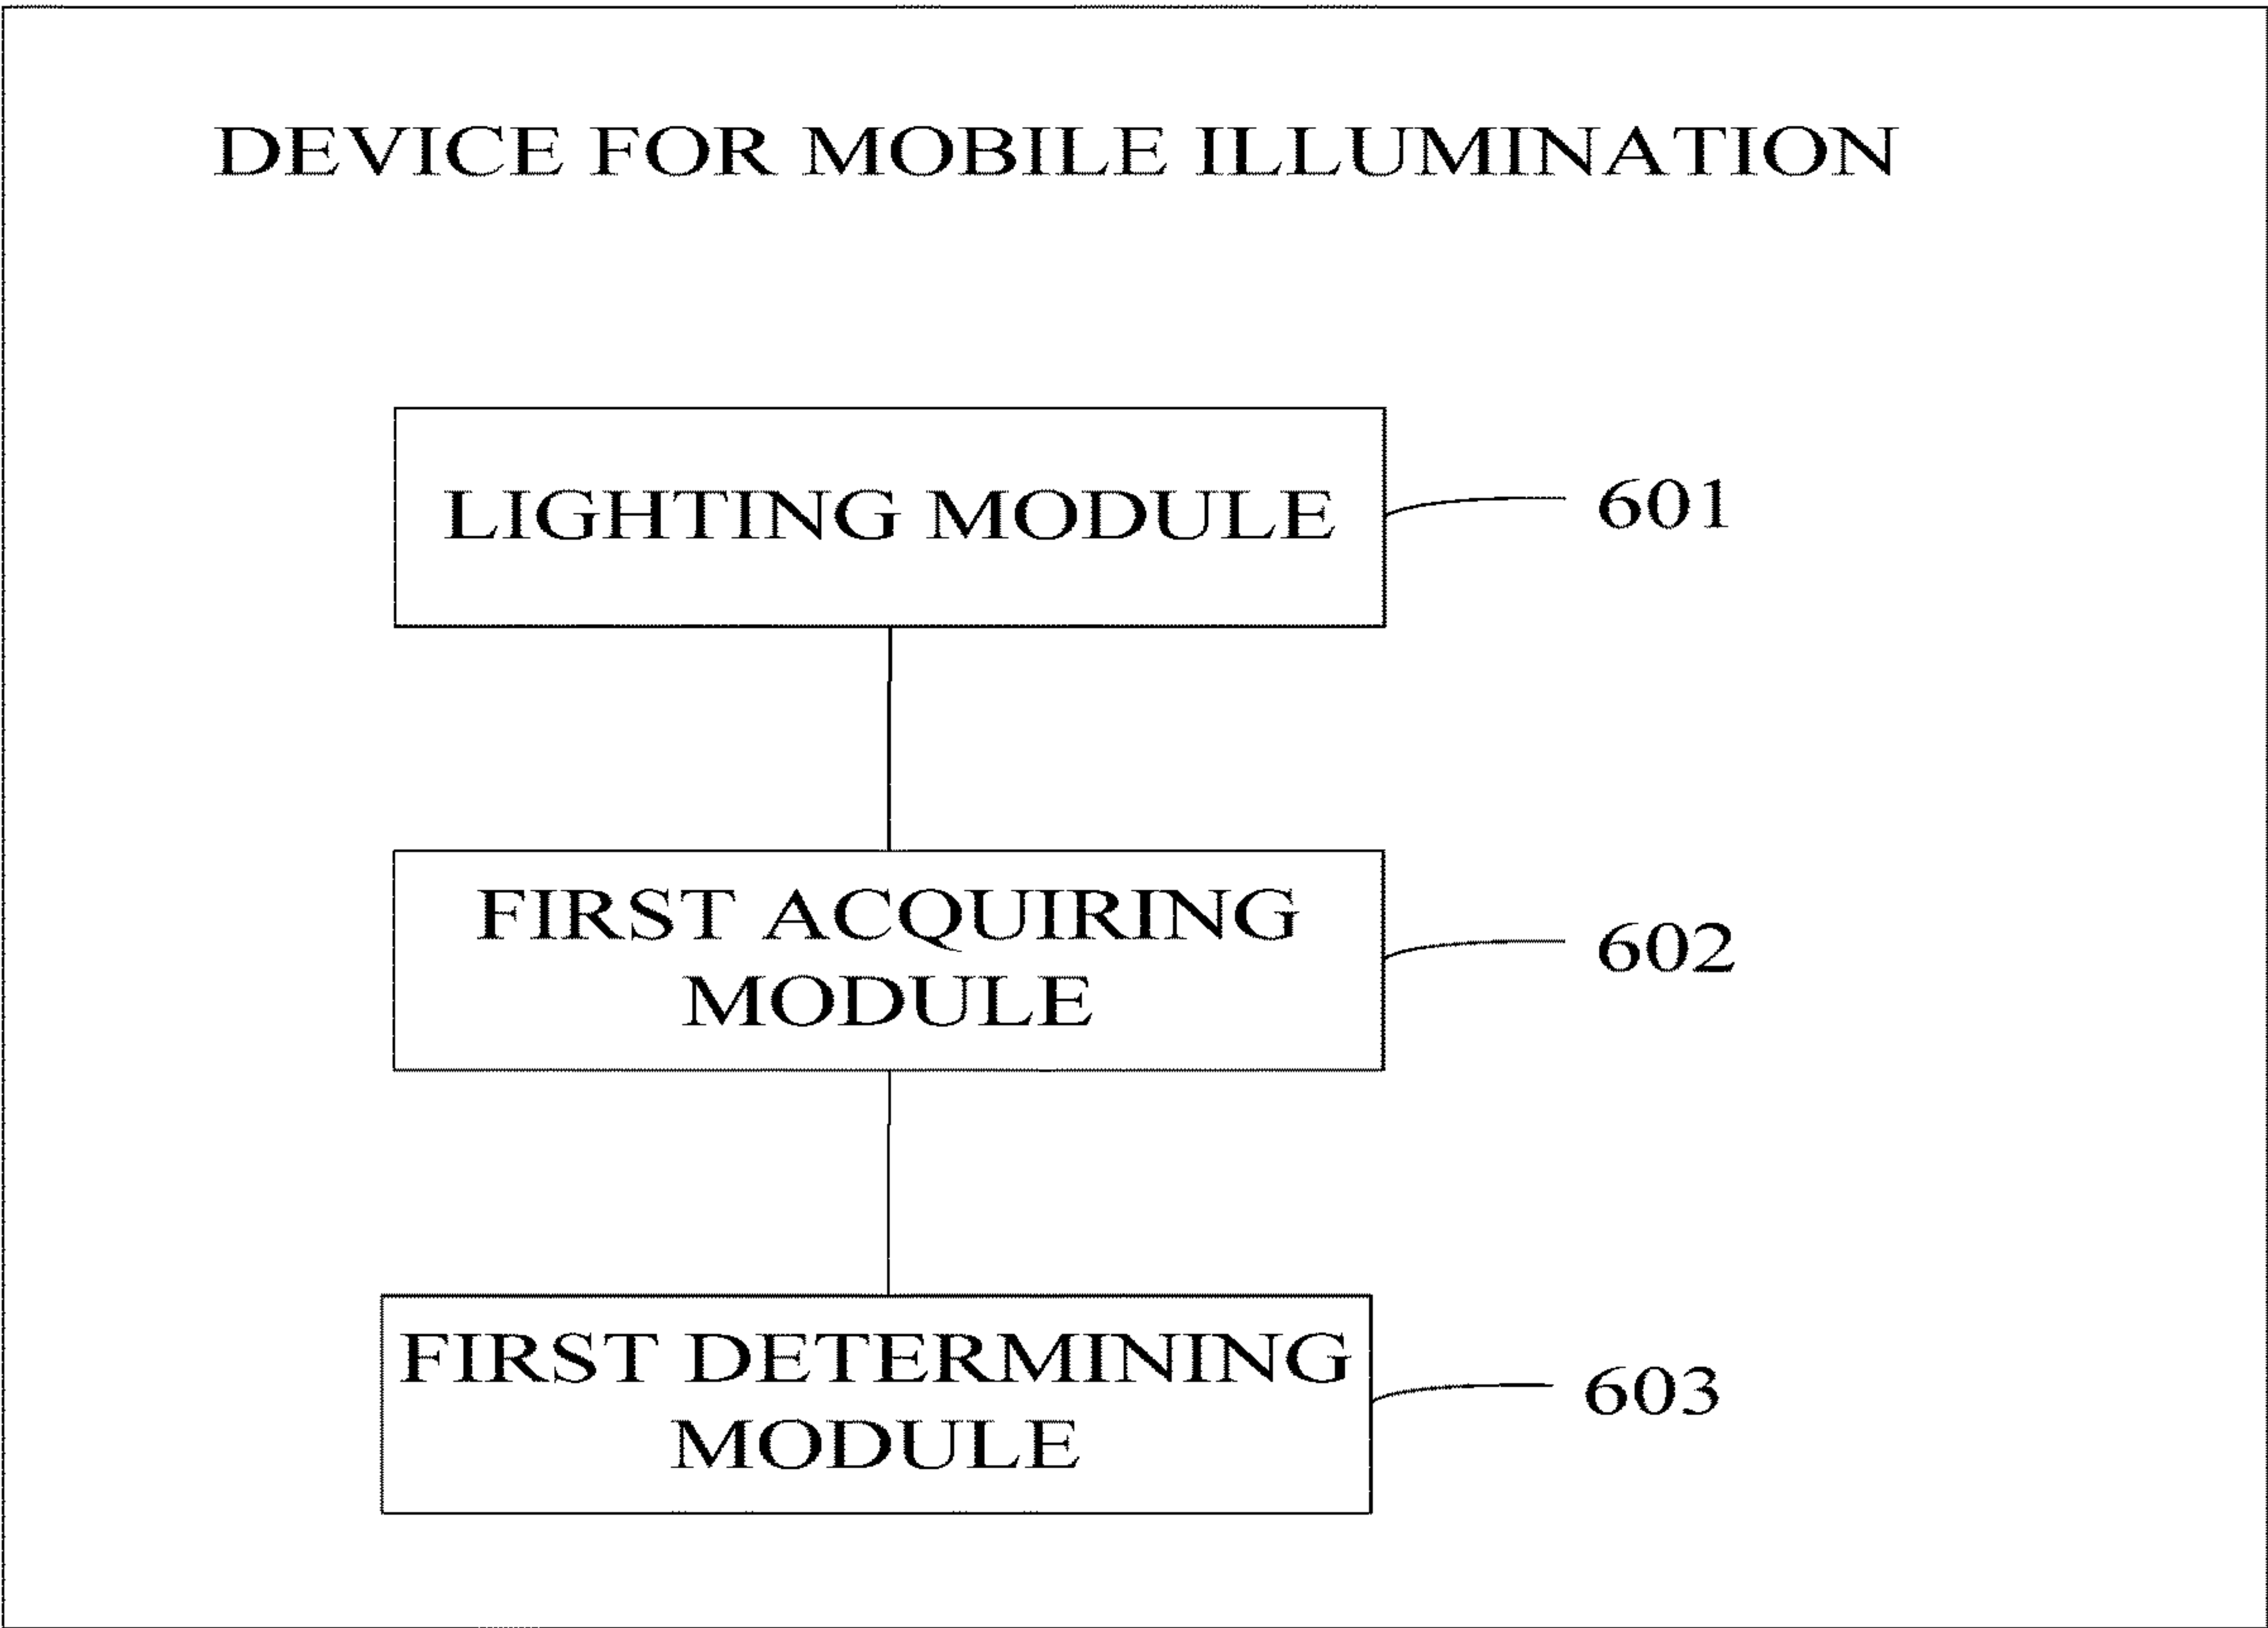 DEVICE FOR MOBILE ILLUMINATION
LIGHTING MODULE
601
FIRST ACQUIRING
MODULE
602
FIRST DETERMINING
MODULE
603